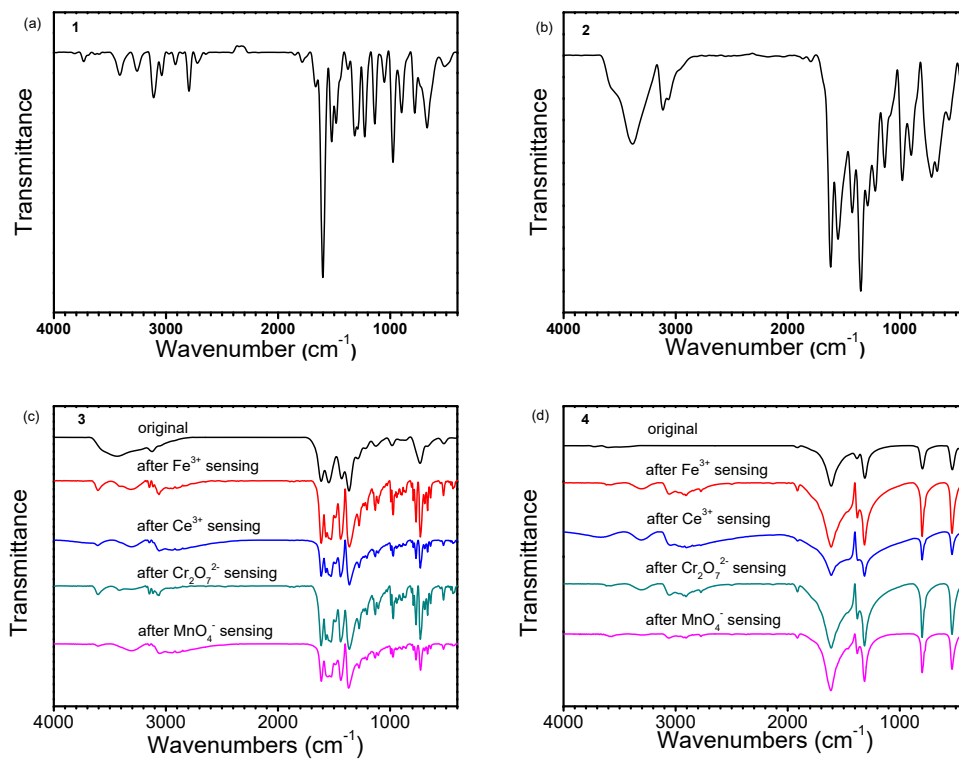 (a) 1
Transmittance
4000 3000 2000 1000
Wavenumber (cm⁻¹)
(b) 2
Transmittance
4000 3000 2000 1000
Wavenumber (cm⁻¹)
(c) 3
original
after Fe³⁺ sensing
after Ce³⁺ sensing
after Cr₂O₇²⁻ sensing
after MnO₄⁻ sensing
Transmittance
4000 3000 2000 1000
Wavenumbers (cm⁻¹)
(d) 4
original
after Fe³⁺ sensing
after Ce³⁺ sensing
after Cr₂O₇²⁻ sensing
after MnO₄⁻ sensing
Transmittance
4000 3000 2000 1000
Wavenumbers (cm⁻¹)